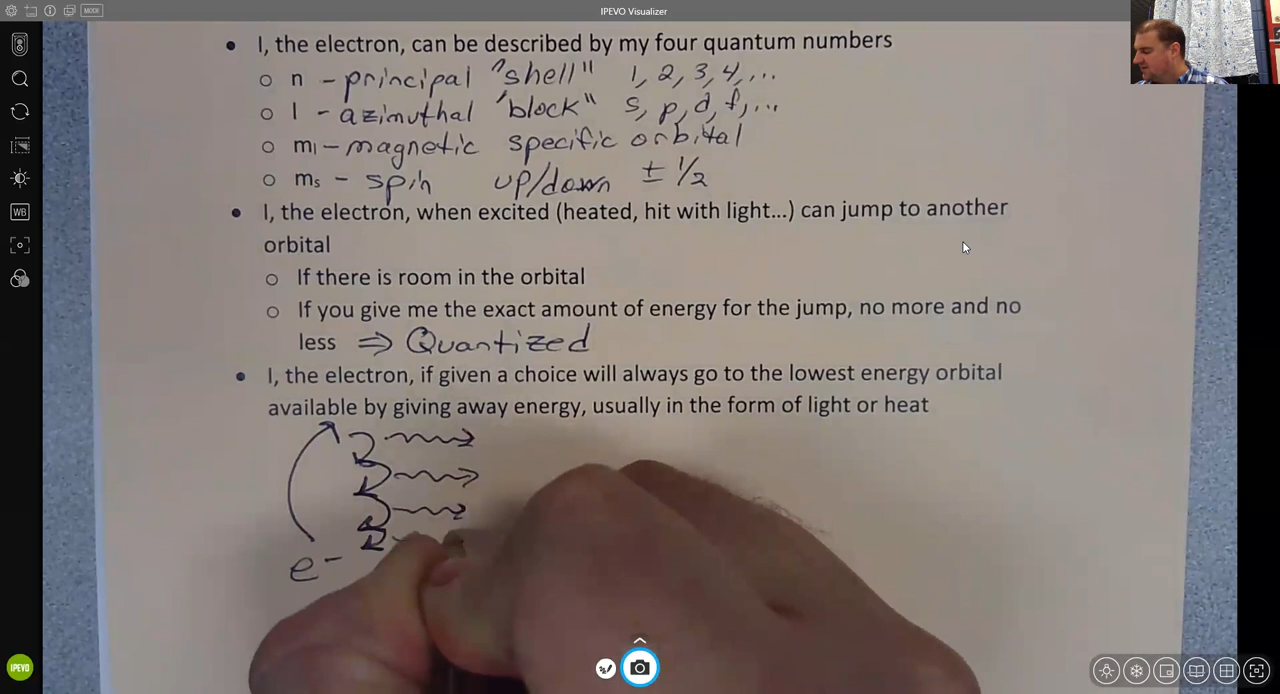 MODE
IPEVO Visualizer
• I, the electron, can be described by my four quantum numbers
○ n - principal "shell" 1, 2, 3, 4, ...
○ l - azimuthal "block" s, p, d, f, ...
○ ml - magnetic specific orbital
○ ms - spin up/down ± 1/2
• I, the electron, when excited (heated, hit with light...) can jump to another
orbital
○ If there is room in the orbital
○ If you give me the exact amount of energy for the jump, no more and no
less ⇒ Quantized
• I, the electron, if given a choice will always go to the lowest energy orbital
available by giving away energy, usually in the form of light or heat
e-
WB
IPEVO